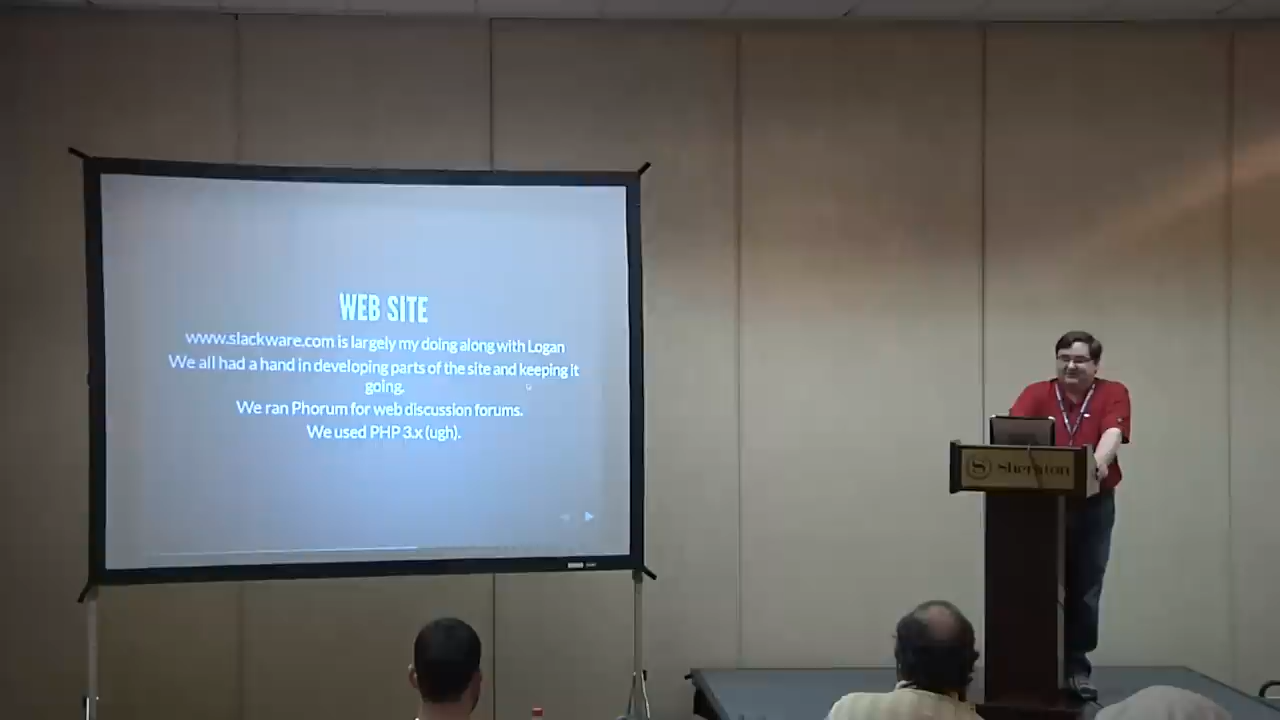 WEB SITE
www.slackware.com is largely my doing along with Logan
We all had a hand in developing parts of the site and keeping it
going.
We ran Phorum for web discussion forums.
We used PHP 3.x (ugh).
S Sheraton